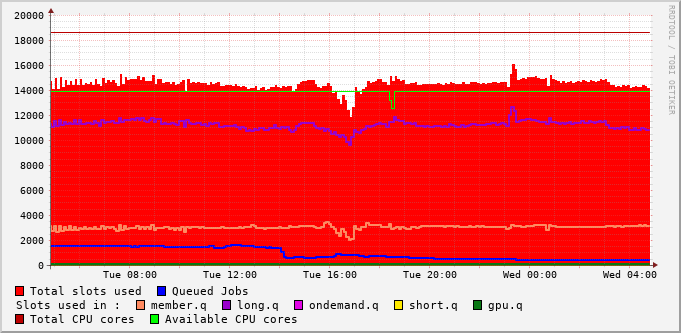 20000
18000
16000
14000
12000
10000
8000
6000
4000
2000
0
Tue 08:00 Tue 12:00 Tue 16:00 Tue 20:00 Wed 00:00 Wed 04:00
RRDTOOL / TOBI OETIKER
Total slots used Queued Jobs
Slots used in : member.q long.q ondemand.q short.q gpu.q
Total CPU cores Available CPU cores